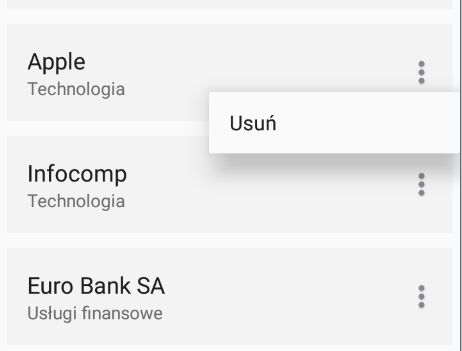 Apple
Technologia
Usuń
Infocomp
Technologia
Euro Bank SA
Usługi finansowe